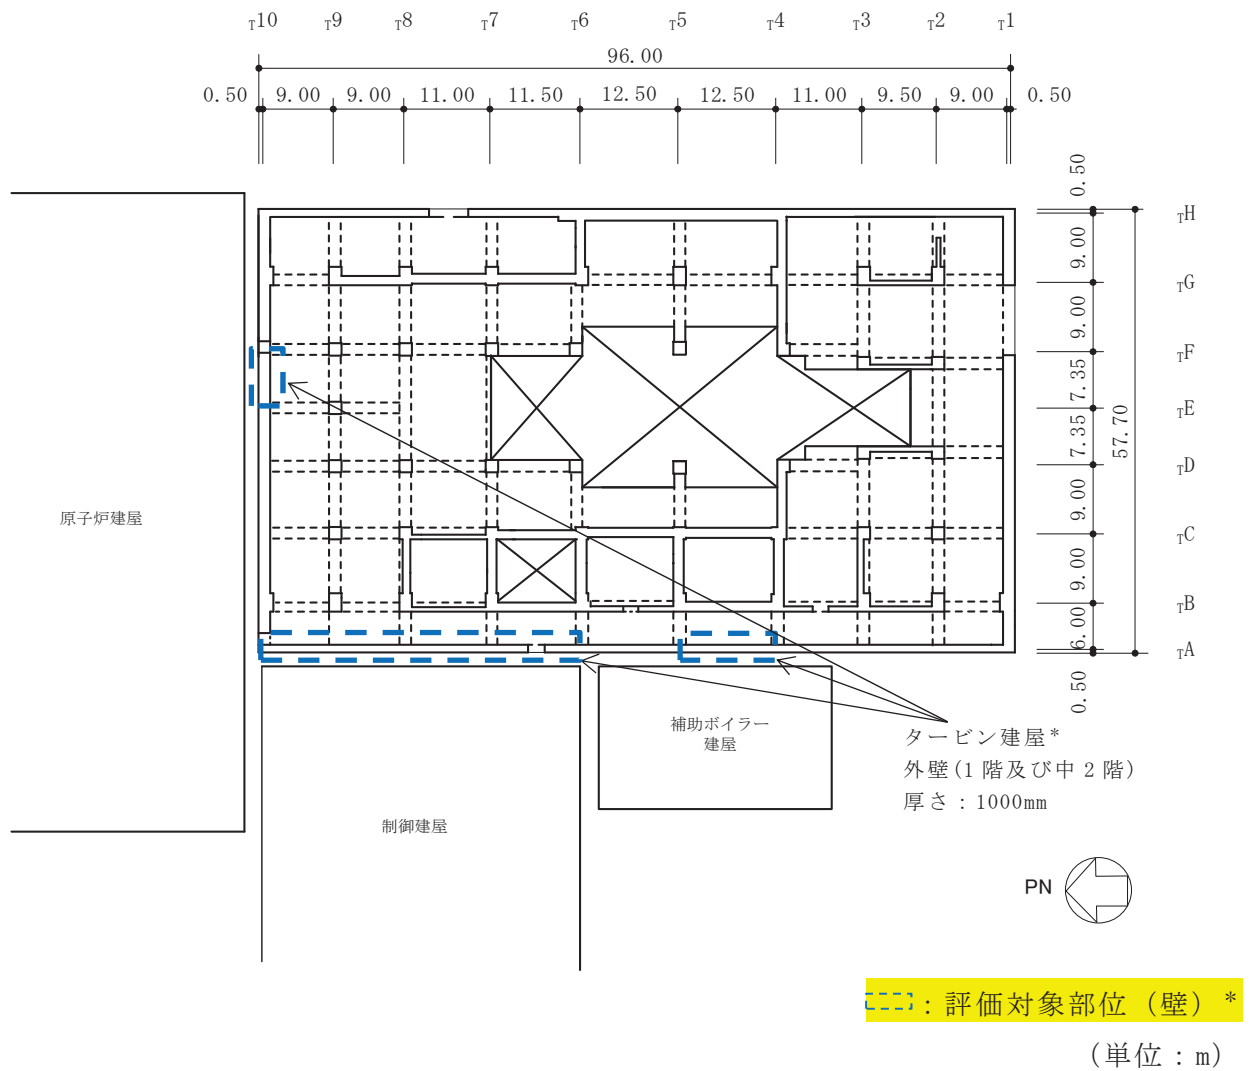 T10 T9 T8 T7 T6 T5 T4 T3 T2 T1
96.00
0.50 9.00 9.00 11.00 11.50 12.50 12.50 11.00 9.50 9.00 0.50
0.50
TH
9.00
TG
9.00
TF
7.35
TE
57.70
7.35
TD
9.00
TC
9.00
TB
6.00
TA
0.50
原子炉建屋
補助ボイラー
建屋
制御建屋
タービン建屋*
外壁(1階及び中2階)
厚さ：1000mm
PN
：評価対象部位（壁）*
（単位：m）